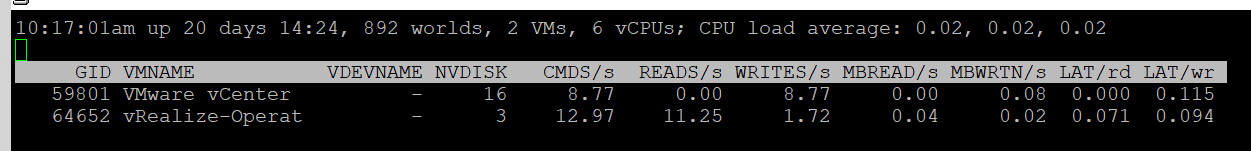 10:17:01am up 20 days 14:24, 892 worlds, 2 VMs, 6 vCPUs; CPU load average: 0.02, 0.02, 0.02
GID VMNAME VDEVNAME NVDISK CMDS/s READS/s WRITES/s MBREAD/s MBWRTN/s LAT/rd LAT/wr
59801 VMware vCenter - 16 8.77 0.00 8.77 0.00 0.08 0.000 0.115
64652 vRealize-Operat - 3 12.97 11.25 1.72 0.04 0.02 0.071 0.094